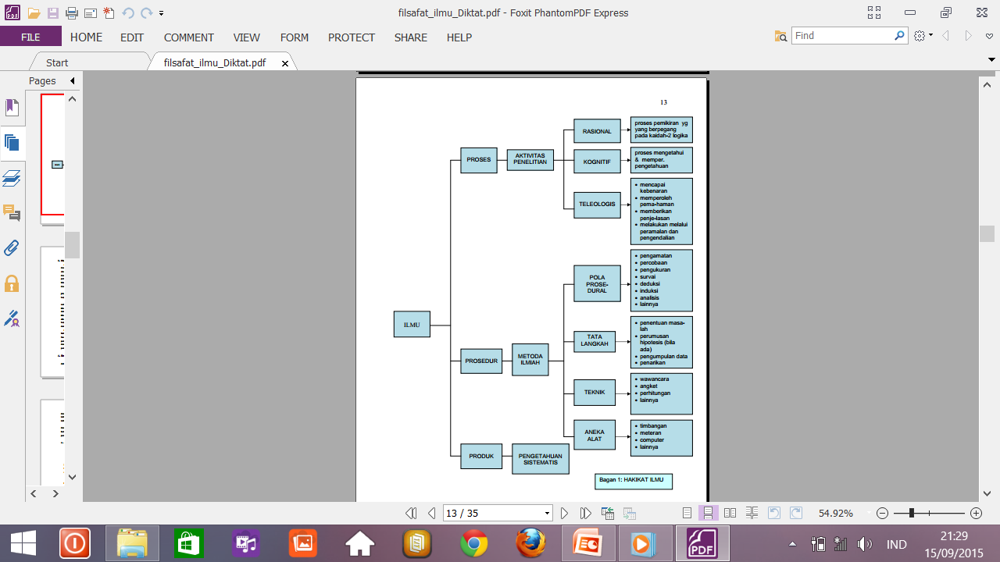 filsafat_ilmu_Diktat.pdf - Foxit PhantomPDF Express
FILE HOME EDIT COMMENT VIEW FORM PROTECT SHARE HELP
Find
Start
filsafat_ilmu_Diktat.pdf
Pages
13
ILMU
PROSES
AKTIVITAS
PENELITIAN
RASIONAL
proses pemikiran yg
yang berpegang
pada kaidah-2 logika
KOGNITIF
proses mengetahui
& memper.
pengetahuan
TELEOLOGIS
• mencapai
kebenaran
• memperoleh
pema-haman
• memberikan
penje-lasan
• melakukan melalui
peramalan dan
pengendalian
PROSEDUR
METODA
ILMIAH
POLA
PROSE-
DURAL
• pengamatan
• percobaan
• pengukuran
• survai
• deduksi
• induksi
• analisis
• lainnya
TATA
LANGKAH
• penentuan masa-
lah
• perumusan
hipotesis (bila
ada)
• pengumpulan data
• penarikan
TEKNIK
• wawancara
• angket
• perhitungan
• lainnya
ANEKA
ALAT
• timbangan
• meteran
• computer
• lainnya
PRODUK
PENGETAHUAN
SISTEMATIS
Bagan 1: HAKIKAT ILMU
13 / 35
54.92%
IND
21:29
15/09/2015